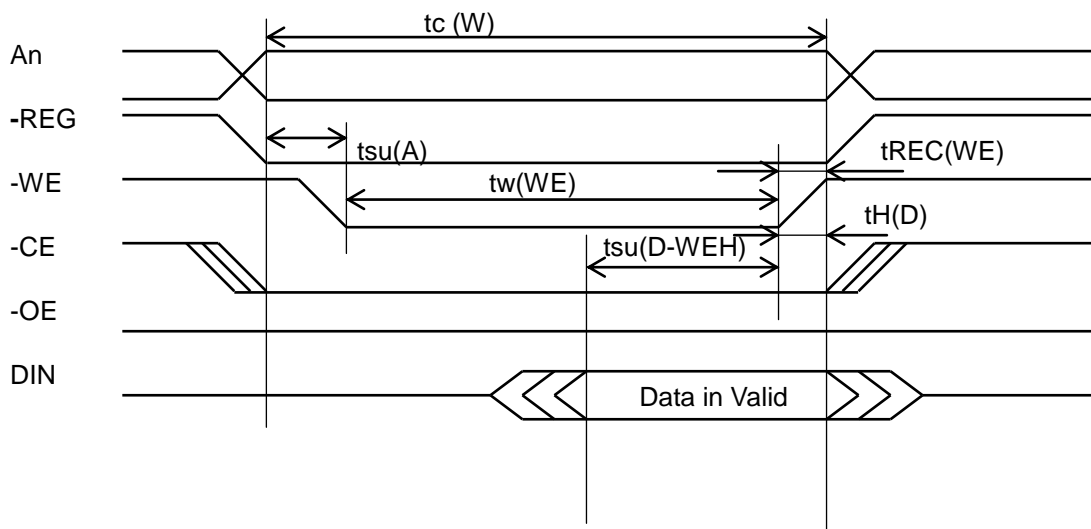 tc (W)
An
-REG
tsu(A)
tREC(WE)
-WE
tw(WE)
tH(D)
-CE
tsu(D-WEH)
-OE
DIN
Data in Valid